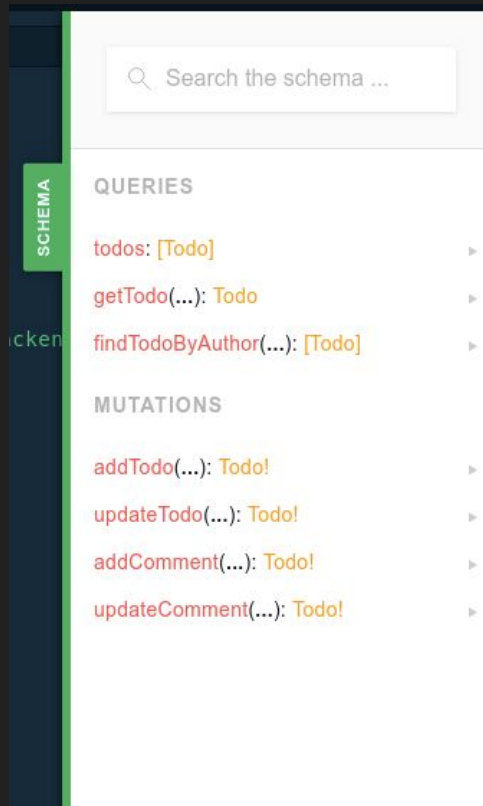 Search the schema ...
SCHEMA
QUERIES
todos: [Todo]
getTodo(...): Todo
acken
findTodoByAuthor(...): [Todo]
MUTATIONS
addTodo(...): Todo!
updateTodo(...): Todo!
addComment(...): Todo!
updateComment(...): Todo!